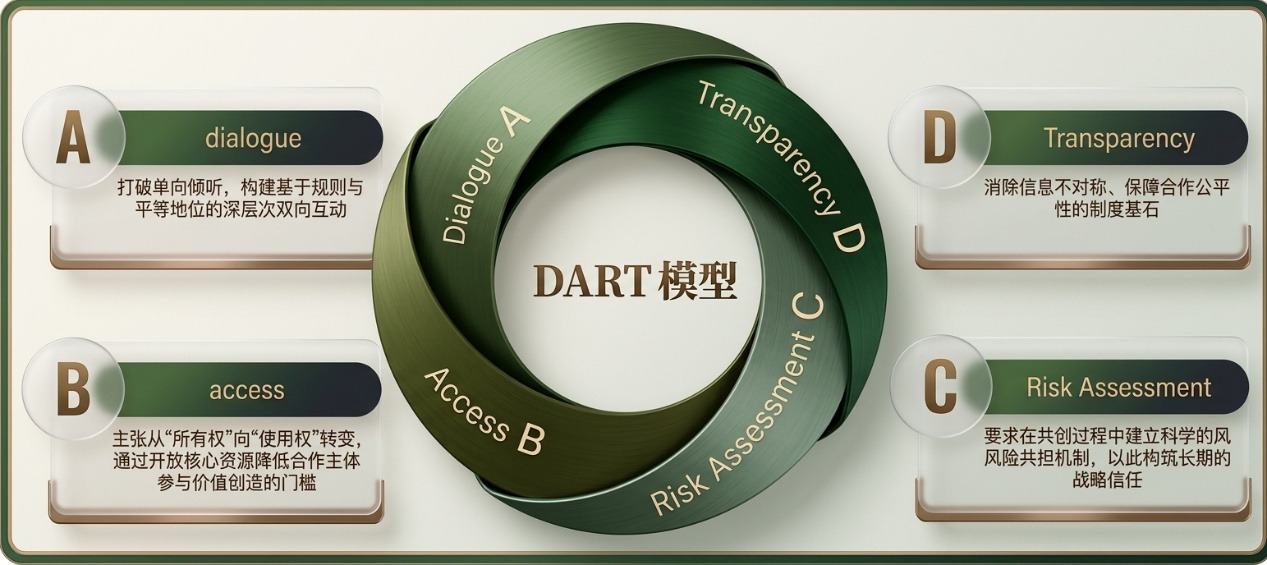 A
dialogue
打破单向倾听，构建基于规则与
平等地位的深层次双向互动
B
access
主张从“所有权”向“使用权”转变，
通过开放核心资源降低合作主体
参与价值创造的门槛
Dialogue A
Transparency D
DART 模型
Access B
Risk Assessment C
D
Transparency
消除信息不对称、保障合作公平
性的制度基石
C
Risk Assessment
要求在共创过程中建立科学的风
风险共担机制，以此构筑长期的
战略信任